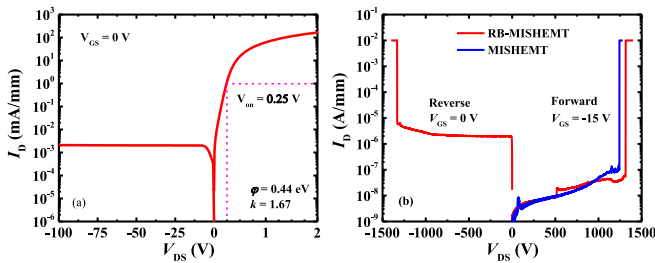 (a)
V_GS = 0 V
V_on = 0.25 V
φ = 0.44 eV
k = 1.67
I_D (mA/mm)
10^3
10^2
10^1
10^0
10^-1
10^-2
10^-3
10^-4
10^-5
10^-6
-100 -75 -50 -25 0 1 2
V_DS (V)
(b)
RB-MISHEMT
MISHEMT
Reverse
V_GS = 0 V
Forward
V_GS = -15 V
I_D (A/mm)
10^-1
10^-2
10^-3
10^-4
10^-5
10^-6
10^-7
10^-8
10^-9
-1500 -1000 -500 0 500 1000 1500
V_DS (V)